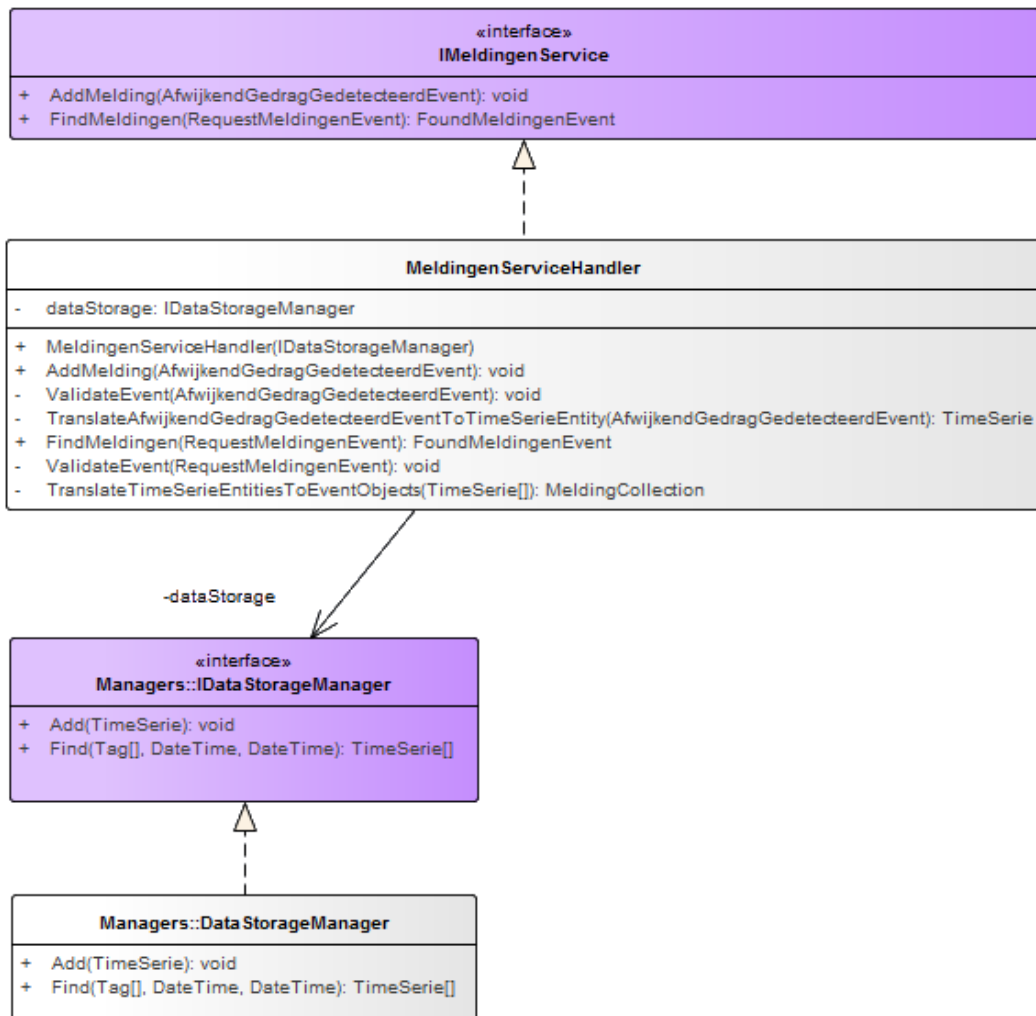 «interface»
IMeldingenService
+ AddMelding(AfwijkendGedragGedetecteerdEvent): void
+ FindMeldingen(RequestMeldingenEvent): FoundMeldingenEvent
MeldingenServiceHandler
- dataStorage: IDataStorageManager
+ MeldingenServiceHandler(IDataStorageManager)
+ AddMelding(AfwijkendGedragGedetecteerdEvent): void
- ValidateEvent(AfwijkendGedragGedetecteerdEvent): void
- TranslateAfwijkendGedragGedetecteerdEventToTimeSerieEntity(AfwijkendGedragGedetecteerdEvent): TimeSerie
+ FindMeldingen(RequestMeldingenEvent): FoundMeldingenEvent
- ValidateEvent(RequestMeldingenEvent): void
- TranslateTimeSerieEntitiesToEventObjects(TimeSerie[]): MeldingCollection
-dataStorage
«interface»
Managers::IDataStorageManager
+ Add(TimeSerie): void
+ Find(Tag[], DateTime, DateTime): TimeSerie[]
Managers::DataStorageManager
+ Add(TimeSerie): void
+ Find(Tag[], DateTime, DateTime): TimeSerie[]